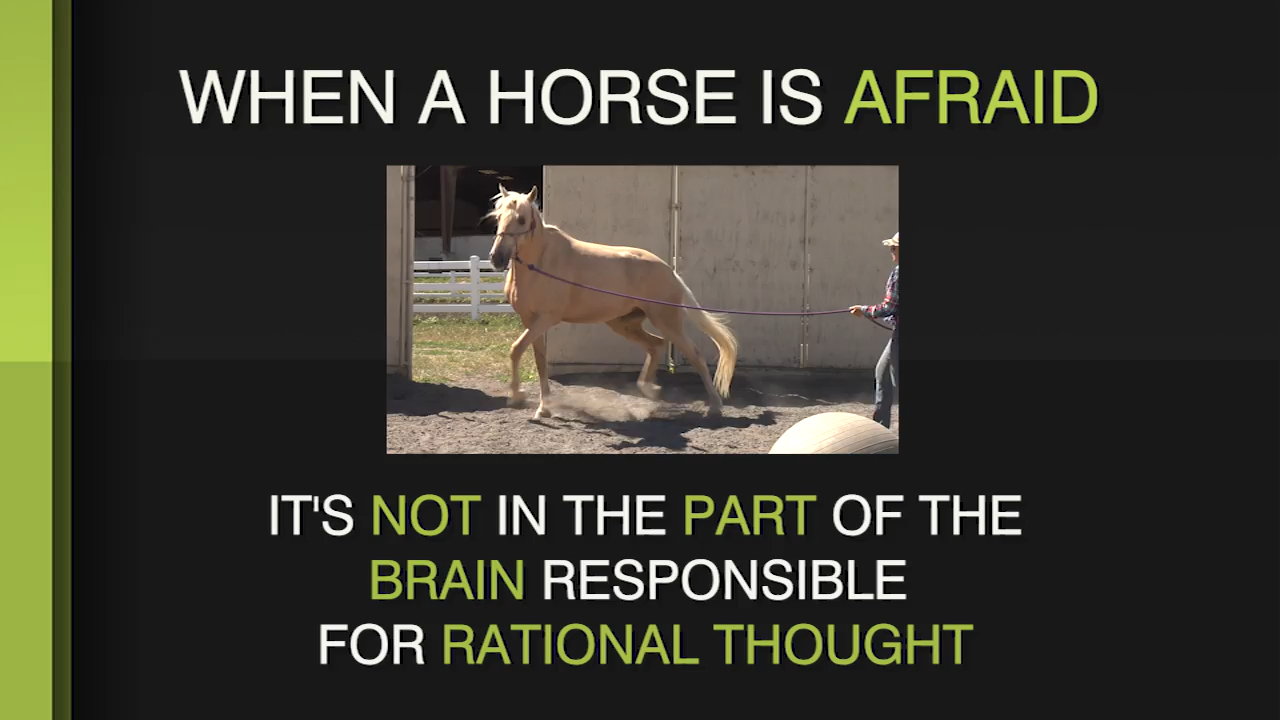 WHEN A HORSE IS AFRAID
IT'S NOT IN THE PART OF THE
BRAIN RESPONSIBLE
FOR RATIONAL THOUGHT